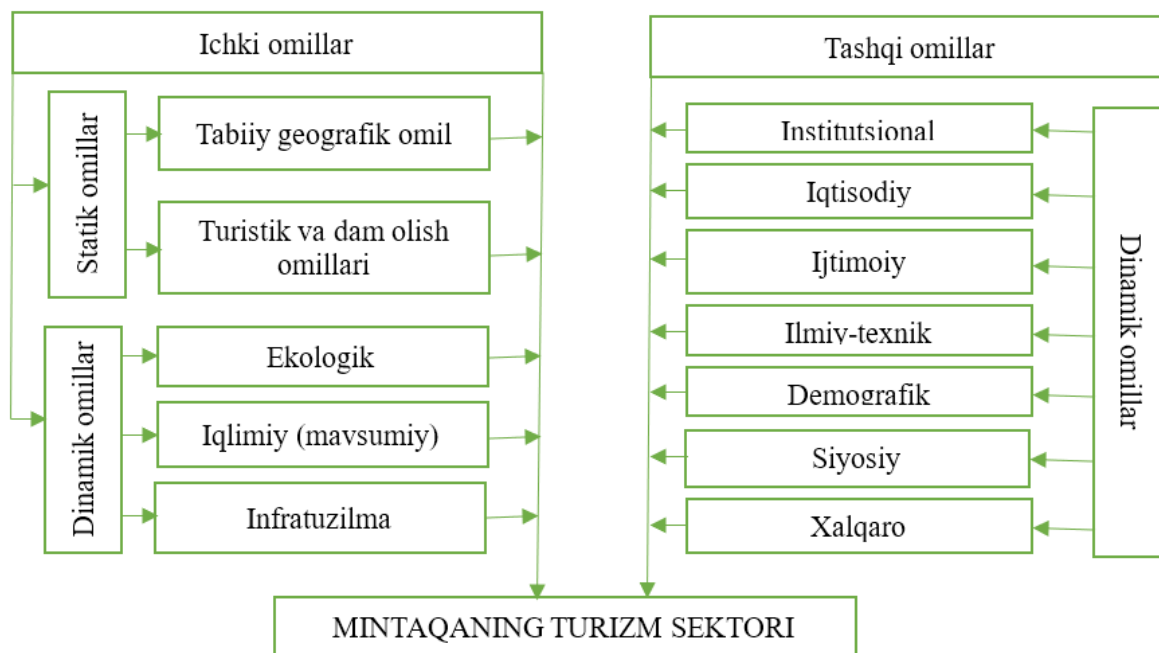 Ichki omillar
Statik omillar
Tabiiy geografik omil
Turistik va dam olish
omillari
Dinamik omillar
Ekologik
Iqlimiy (mavsumiy)
Infratuzilma
Tashqi omillar
Institutsional
Iqtisodiy
Ijtimoiy
Ilmiy-texnik
Demografik
Siyosiy
Xalqaro
Dinamik omillar
MINTAQANING TURIZM SEKTORI